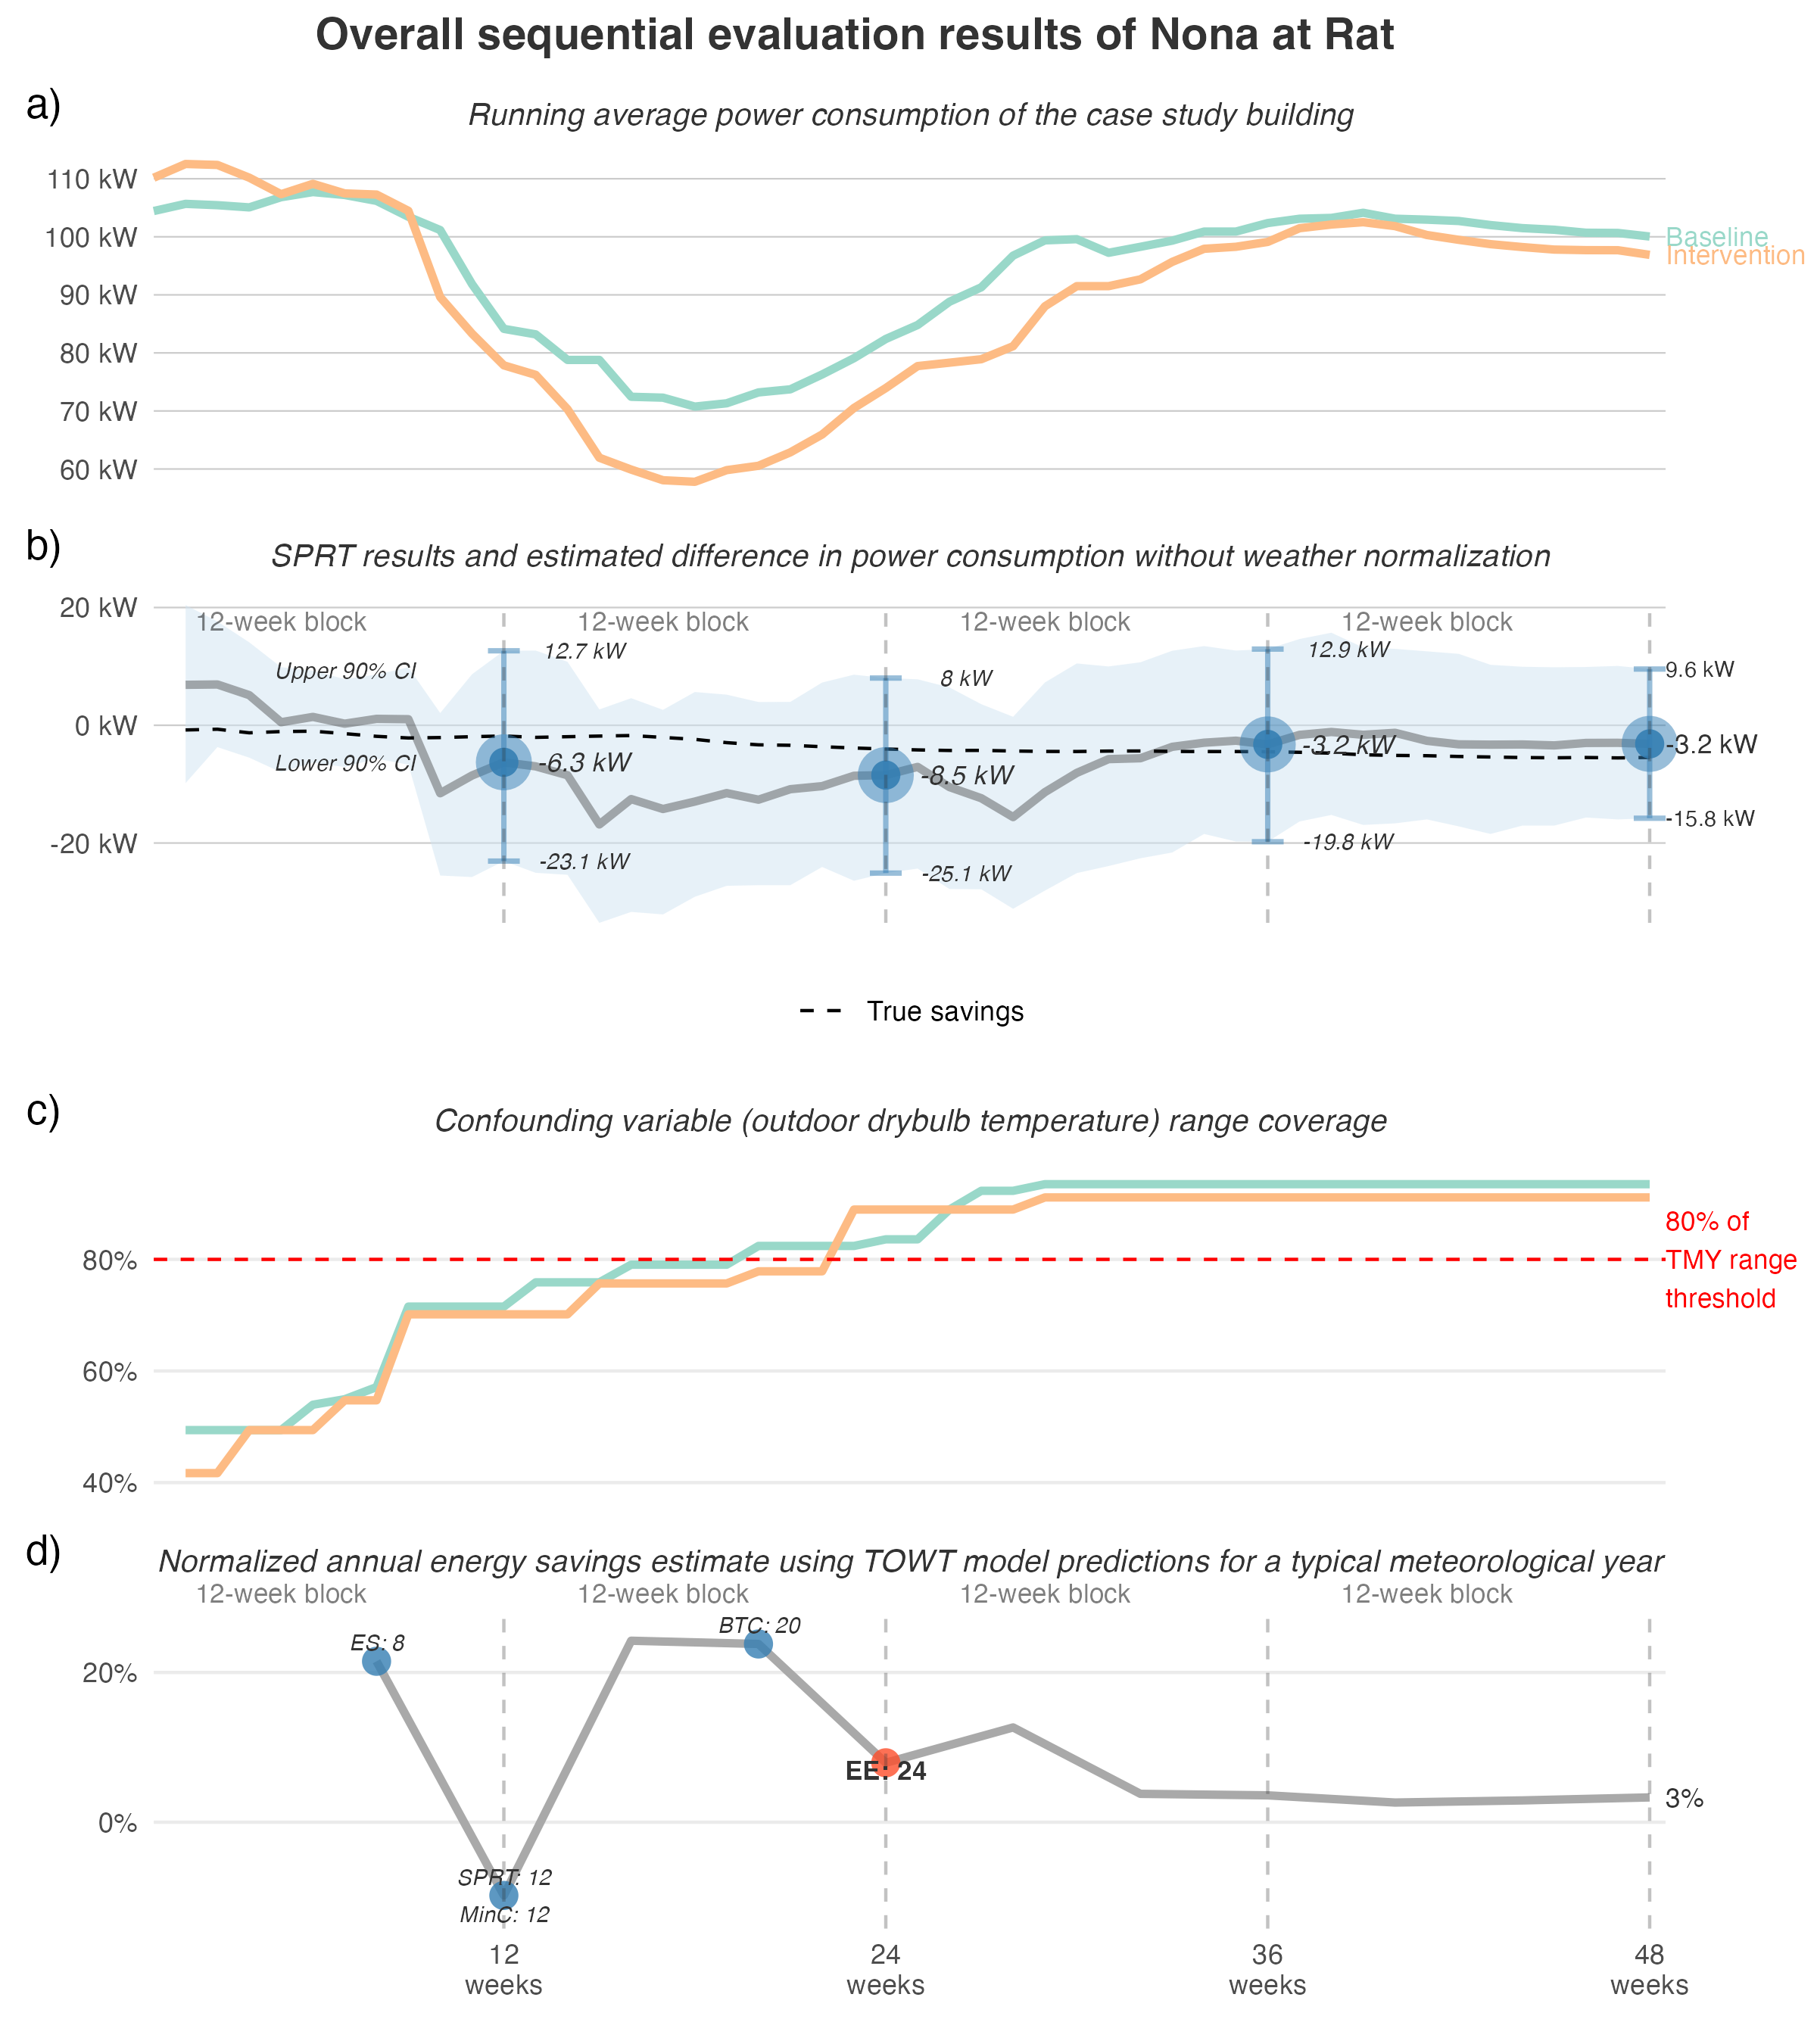 Overall sequential evaluation results of Nona at Rat
a)
Running average power consumption of the case study building
110 kW
100 kW
90 kW
80 kW
70 kW
60 kW
Baseline
Intervention
b)
SPRT results and estimated difference in power consumption without weather normalization
20 kW
0 kW
-20 kW
12-week block
12-week block
12-week block
12-week block
Upper 90% CI
Lower 90% CI
12.7 kW
-6.3 kW
-23.1 kW
8 kW
-8.5 kW
-25.1 kW
12.9 kW
-3.2 kW
-19.8 kW
9.6 kW
-3.2 kW
-15.8 kW
True savings
c)
Confounding variable (outdoor drybulb temperature) range coverage
80%
60%
40%
80% of
TMY range
threshold
d)
Normalized annual energy savings estimate using TOWT model predictions for a typical meteorological year
12-week block
12-week block
12-week block
12-week block
20%
0%
ES: 8
SPRT: 12
MinC: 12
BTC: 20
EE: 24
3%
12
weeks
24
weeks
36
weeks
48
weeks